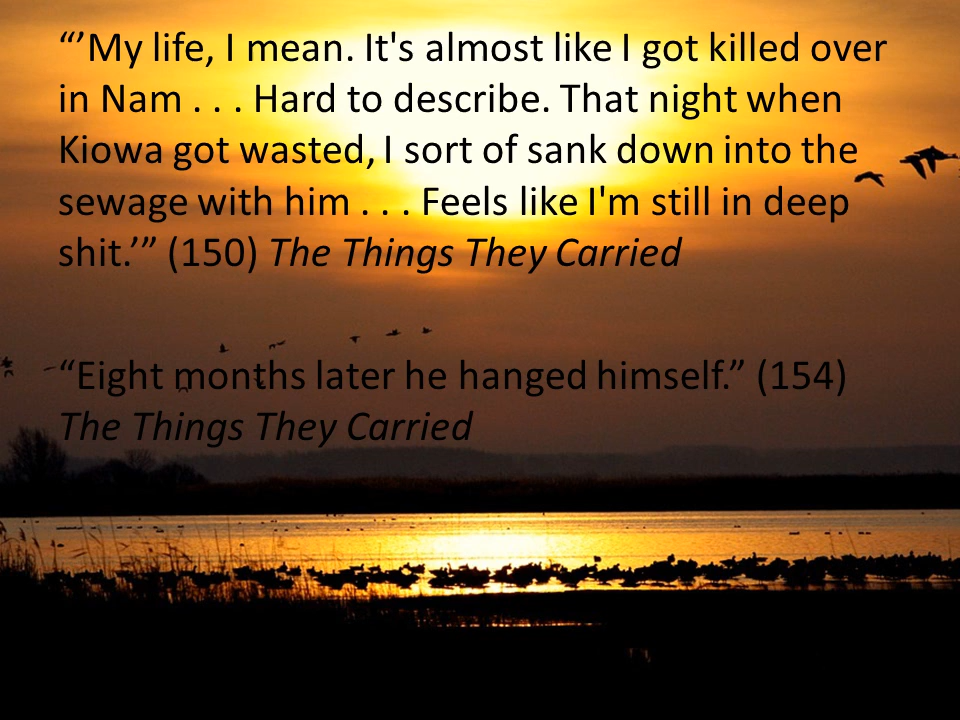 “’My life, I mean. It's almost like I got killed over
in Nam . . . Hard to describe. That night when
Kiowa got wasted, I sort of sank down into the
sewage with him . . . Feels like I'm still in deep
shit.’” (150) The Things They Carried
“Eight months later he hanged himself.” (154)
The Things They Carried